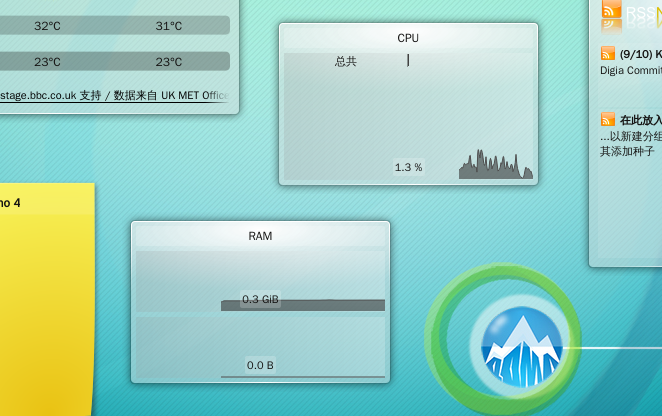 32°C 31°C
23°C 23°C
stage.bbc.co.uk 支持 / 数据来自 UK MET Office
CPU
总共
1.3 %
RSS
(9/10) K
Digia Commit
在此放入
...以新建分组
其添加种子
no 4
RAM
0.3 GiB
0.0 B